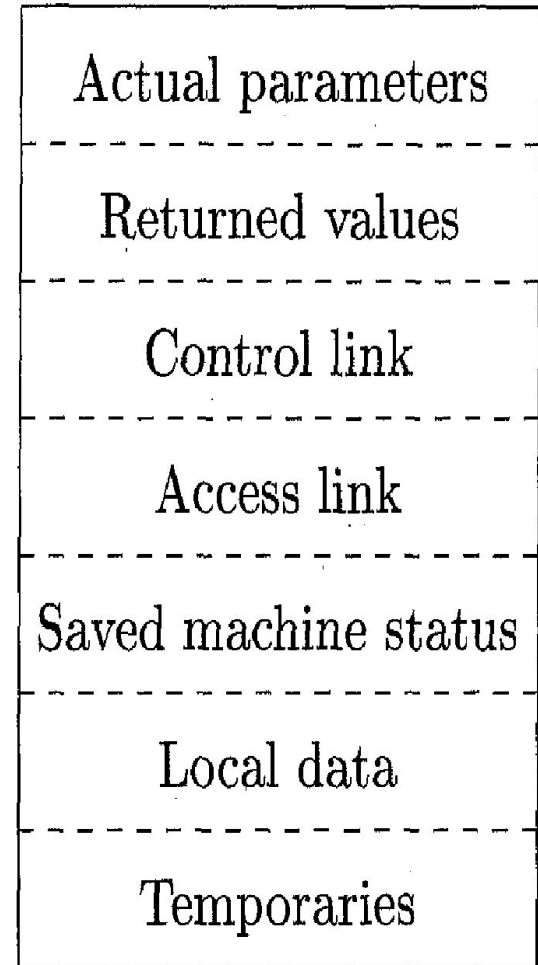 Actual parameters
Returned values
Control link
Access link
Saved machine status
Local data
Temporaries